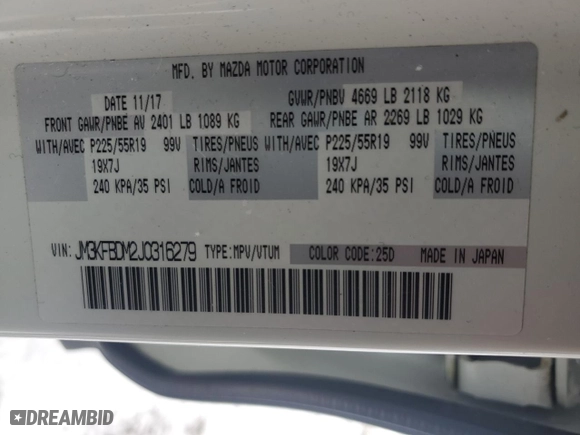 MFD. BY MAZDA MOTOR CORPORATION
DATE 11/17 GVWR/PNBV 4669 LB 2118 KG
FRONT GAWR/PNBE AV 2401 LB 1089 KG REAR GAWR/PNBE AR 2269 LB 1029 KG
WITH/AVEC P225/55R19 99V TIRES/PNEUS WITH/AVEC P225/55R19 99V TIRES/PNEUS
19X7J RIMS/JANTES 19X7J RIMS/JANTES
240 KPA/35 PSI COLD/A FROID 240 KPA/35 PSI COLD/A FROID
VIN: JM3KFBDM2J0316279 TYPE:MPV/VTUM COLOR CODE:25D MADE IN JAPAN
DREAMBID